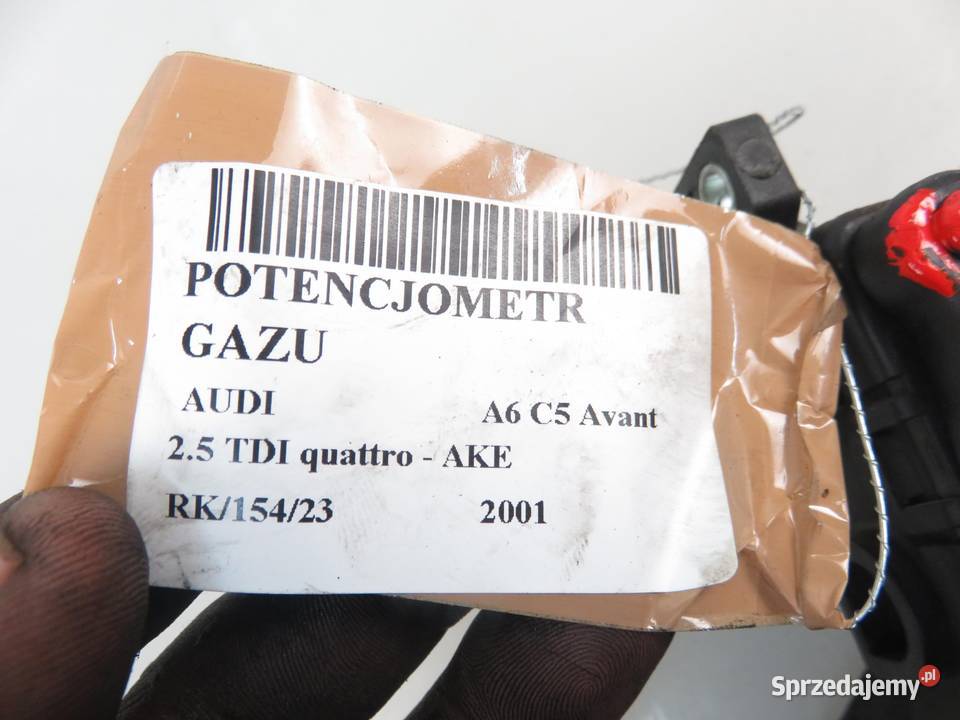 POTENCJOMETR
GAZU
AUDI A6 C5 Avant
2.5 TDI quattro - AKE
RK/154/23 2001
Sprzedajemy.pl